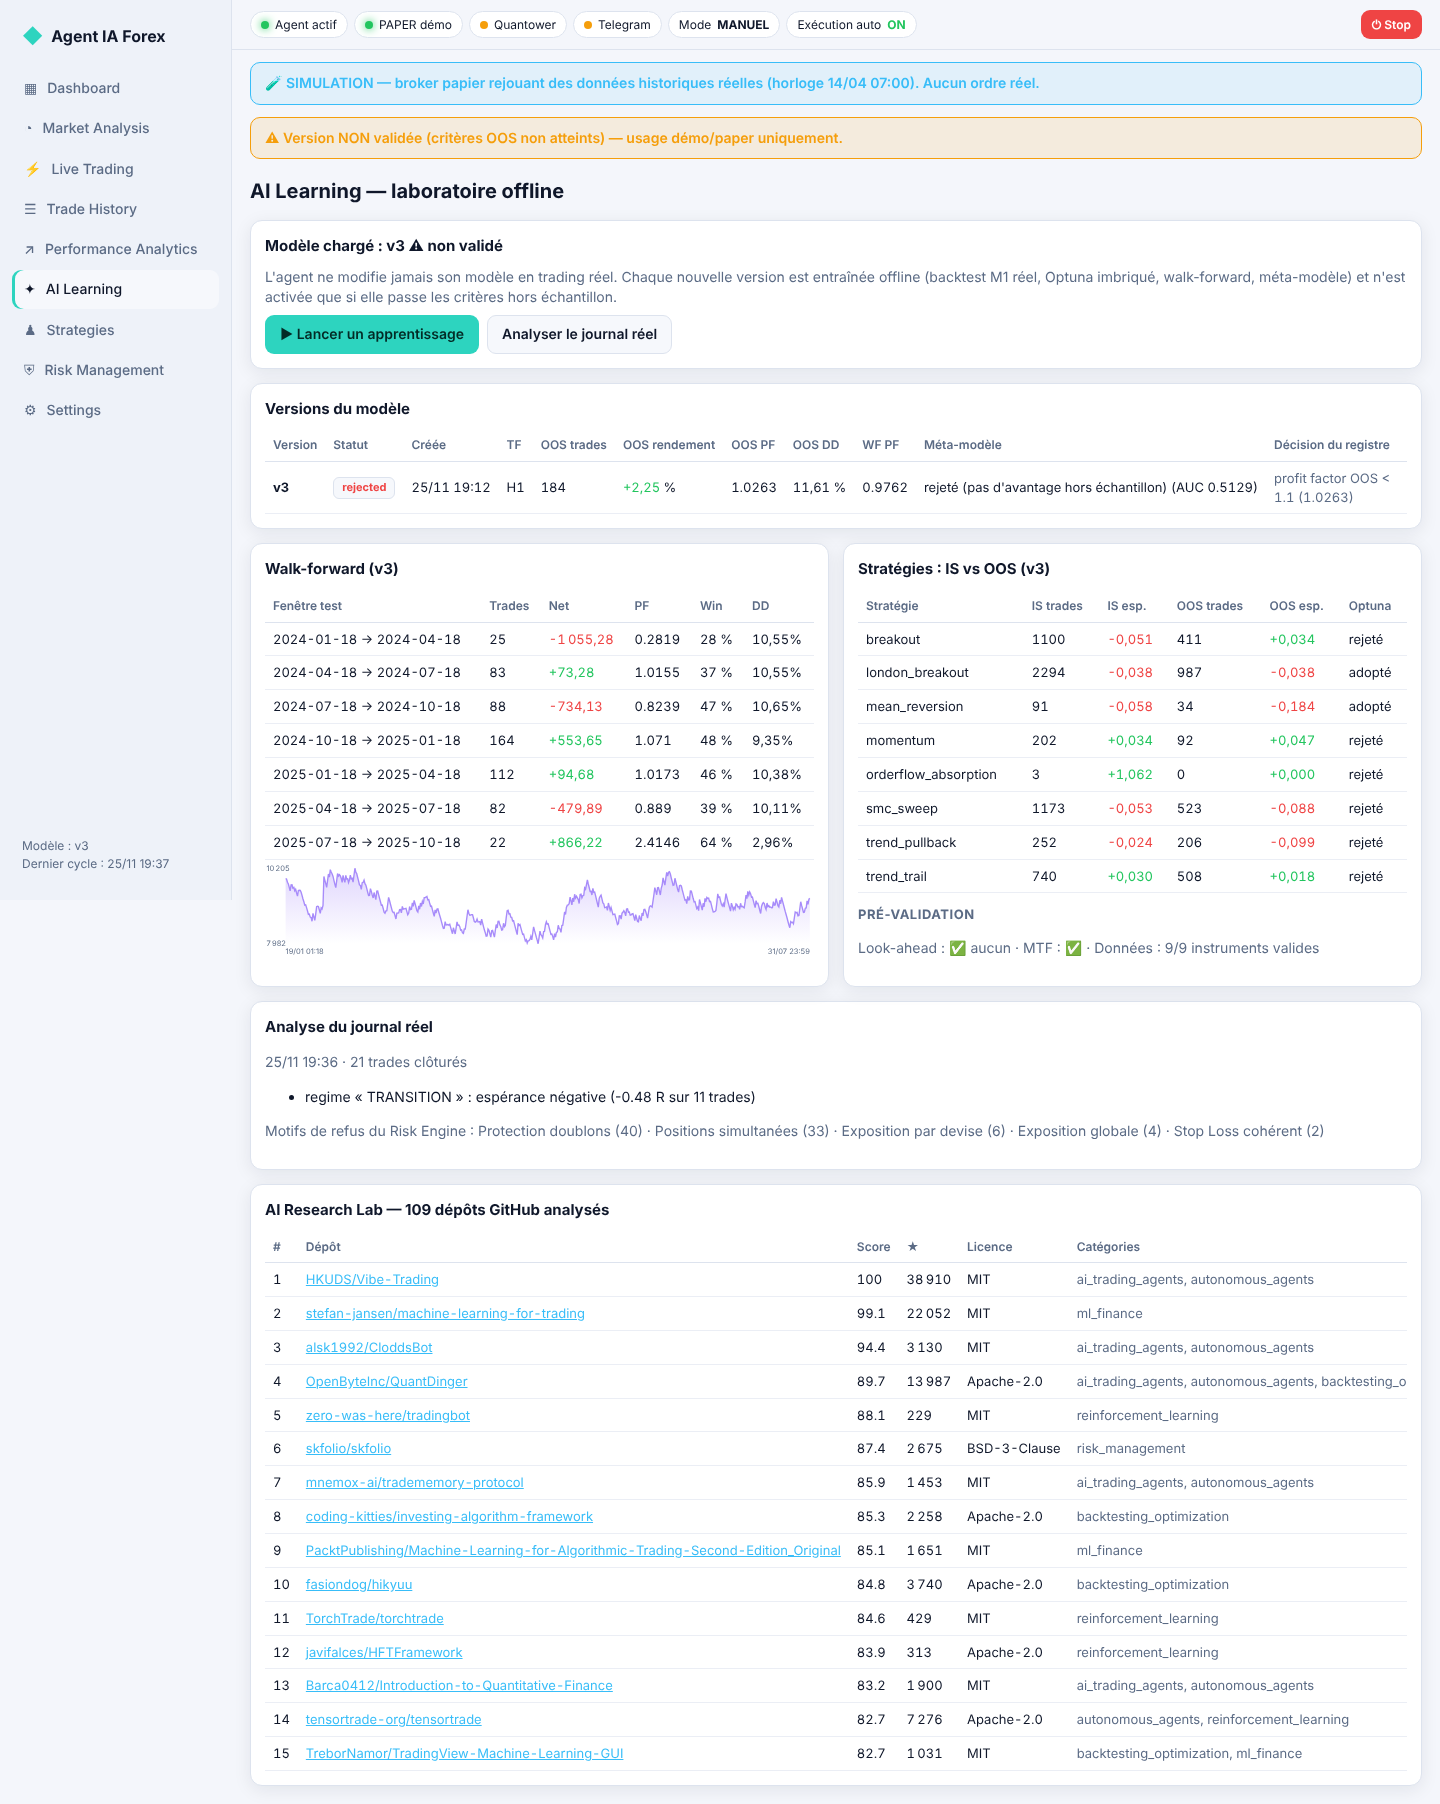 Agent IA Forex
Dashboard
Market Analysis
Live Trading
Trade History
Performance Analytics
AI Learning
Strategies
Risk Management
Settings
Modèle : v3
Dernier cycle : 25/11 19:37
Agent actif
PAPER démo
Quantower
Telegram
Mode MANUEL
Exécution auto ON
Stop
SIMULATION — broker papier rejouant des données historiques réelles (horloge 14/04 07:00). Aucun ordre réel.
Version NON validée (critères OOS non atteints) — usage démo/paper uniquement.
AI Learning — laboratoire offline
Modèle chargé : v3 ⚠ non validé
L'agent ne modifie jamais son modèle en trading réel. Chaque nouvelle version est entraînée offline (backtest M1 réel, Optuna imbriqué, walk-forward, méta-modèle) et n'est
activée que si elle passe les critères hors échantillon.
▶ Lancer un apprentissage
Analyser le journal réel
Versions du modèle
Version Statut Créée TF OOS trades OOS rendement OOS PF OOS DD WF PF Méta-modèle Décision du registre
v3 rejected 25/11 19:12 H1 184 +2,25 % 1.0263 11,61 % 0.9762 rejeté (pas d'avantage hors échantillon) (AUC 0.5129) profit factor OOS <
1.1 (1.0263)
Walk-forward (v3)
Fenêtre test Trades Net PF Win DD
2024-01-18 → 2024-04-18 25 -1 055,28 0.2819 28 % 10,55%
2024-04-18 → 2024-07-18 83 +73,28 1.0155 37 % 10,55%
2024-07-18 → 2024-10-18 88 -734,13 0.8239 47 % 10,65%
2024-10-18 → 2025-01-18 164 +553,65 1.071 48 % 9,35%
2025-01-18 → 2025-04-18 112 +94,68 1.0173 46 % 10,38%
2025-04-18 → 2025-07-18 82 -479,89 0.889 39 % 10,11%
2025-07-18 → 2025-10-18 22 +866,22 2.4146 64 % 2,96%
10 205
7 982
19/01 01:18
31/07 23:59
Stratégies : IS vs OOS (v3)
Stratégie IS trades IS esp. OOS trades OOS esp. Optuna
breakout 1100 -0,051 411 +0,034 rejeté
london_breakout 2294 -0,038 987 -0,038 adopté
mean_reversion 91 -0,058 34 -0,184 adopté
momentum 202 +0,034 92 +0,047 rejeté
orderflow_absorption 3 +1,062 0 +0,000 rejeté
smc_sweep 1173 -0,053 523 -0,088 rejeté
trend_pullback 252 -0,024 206 -0,099 rejeté
trend_trail 740 +0,030 508 +0,018 rejeté
PRÉ-VALIDATION
Look-ahead : ✅ aucun · MTF : ✅ · Données : 9/9 instruments valides
Analyse du journal réel
25/11 19:36 · 21 trades clôturés
• regime « TRANSITION » : espérance négative (-0.48 R sur 11 trades)
Motifs de refus du Risk Engine : Protection doublons (40) · Positions simultanées (33) · Exposition par devise (6) · Exposition globale (4) · Stop Loss cohérent (2)
AI Research Lab — 109 dépôts GitHub analysés
# Dépôt Score ★ Licence Catégories
1 HKUDS/Vibe-Trading 100 38 910 MIT ai_trading_agents, autonomous_agents
2 stefan-jansen/machine-learning-for-trading 99.1 22 052 MIT ml_finance
3 alsk1992/CloddsBot 94.4 3 130 MIT ai_trading_agents, autonomous_agents
4 OpenByteInc/QuantDinger 89.7 13 987 Apache-2.0 ai_trading_agents, autonomous_agents, backtesting_o
5 zero-was-here/tradingbot 88.1 229 MIT reinforcement_learning
6 skfolio/skfolio 87.4 2 675 BSD-3-Clause risk_management
7 mnemox-ai/tradememory-protocol 85.9 1 453 MIT ai_trading_agents, autonomous_agents
8 coding-kitties/investing-algorithm-framework 85.3 2 258 Apache-2.0 backtesting_optimization
9 PacktPublishing/Machine-Learning-for-Algorithmic-Trading-Second-Edition_Original 85.1 1 651 MIT ml_finance
10 fasiondog/hikyuu 84.8 3 740 Apache-2.0 backtesting_optimization
11 TorchTrade/torchtrade 84.6 429 MIT reinforcement_learning
12 javifalces/HFTFramework 83.9 313 Apache-2.0 reinforcement_learning
13 Barca0412/Introduction-to-Quantitative-Finance 83.2 1 900 MIT ai_trading_agents, autonomous_agents
14 tensortrade-org/tensortrade 82.7 7 276 Apache-2.0 autonomous_agents, reinforcement_learning
15 TreborNamor/TradingView-Machine-Learning-GUI 82.7 1 031 MIT backtesting_optimization, ml_finance